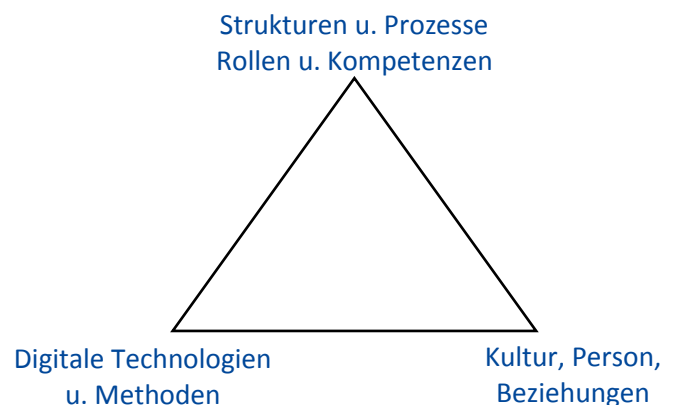 Strukturen u. Prozesse
Rollen u. Kompetenzen
Digitale Technologien
u. Methoden
Kultur, Person,
Beziehungen